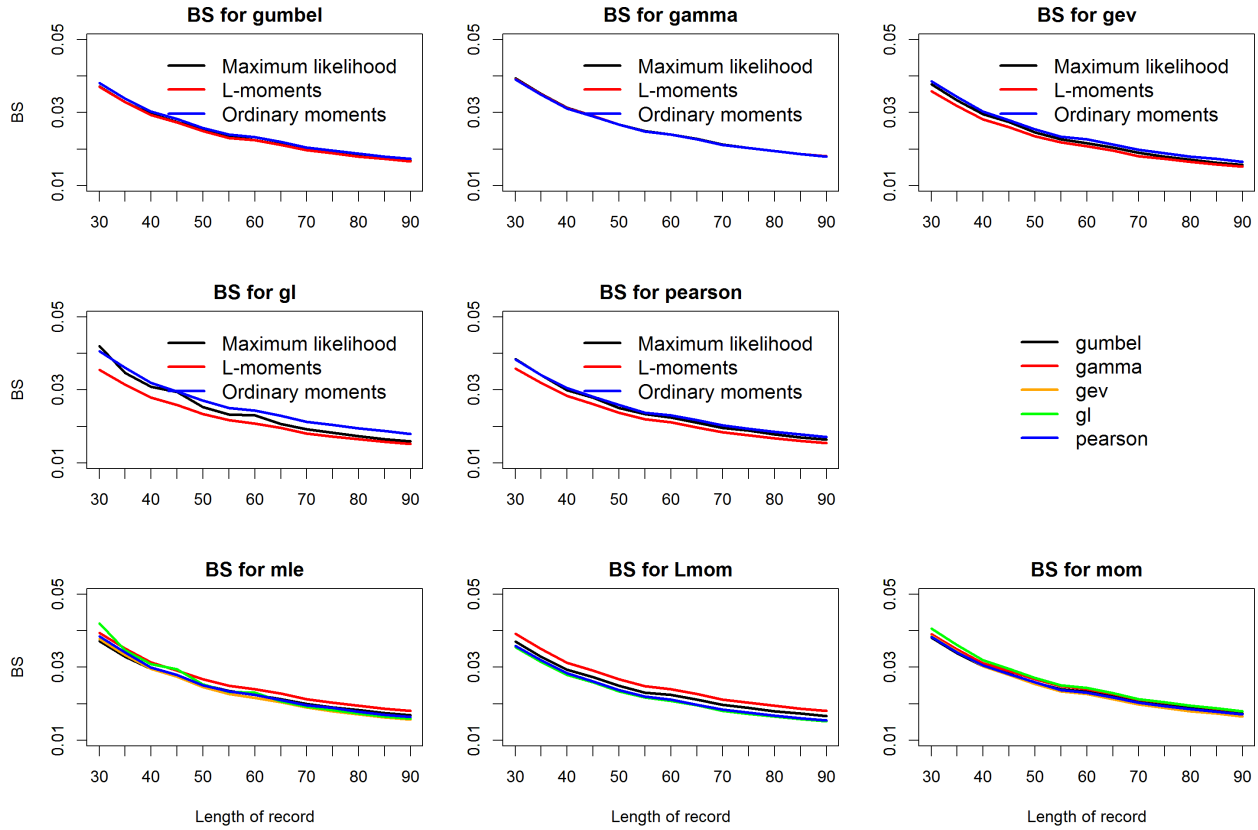 BS for gumbel
BS
0.05
0.03
0.01
Maximum likelihood
L-moments
Ordinary moments
30 40 50 60 70 80 90
BS for gamma
0.05
0.03
0.01
Maximum likelihood
L-moments
Ordinary moments
30 40 50 60 70 80 90
BS for gev
0.05
0.03
0.01
Maximum likelihood
L-moments
Ordinary moments
30 40 50 60 70 80 90
BS for gl
BS
0.05
0.03
0.01
Maximum likelihood
L-moments
Ordinary moments
30 40 50 60 70 80 90
BS for pearson
0.05
0.03
0.01
Maximum likelihood
L-moments
Ordinary moments
30 40 50 60 70 80 90
gumbel
gamma
gev
gl
pearson
BS for mle
BS
0.05
0.03
0.01
30 40 50 60 70 80 90
Length of record
BS for Lmom
0.05
0.03
0.01
30 40 50 60 70 80 90
Length of record
BS for mom
0.05
0.03
0.01
30 40 50 60 70 80 90
Length of record